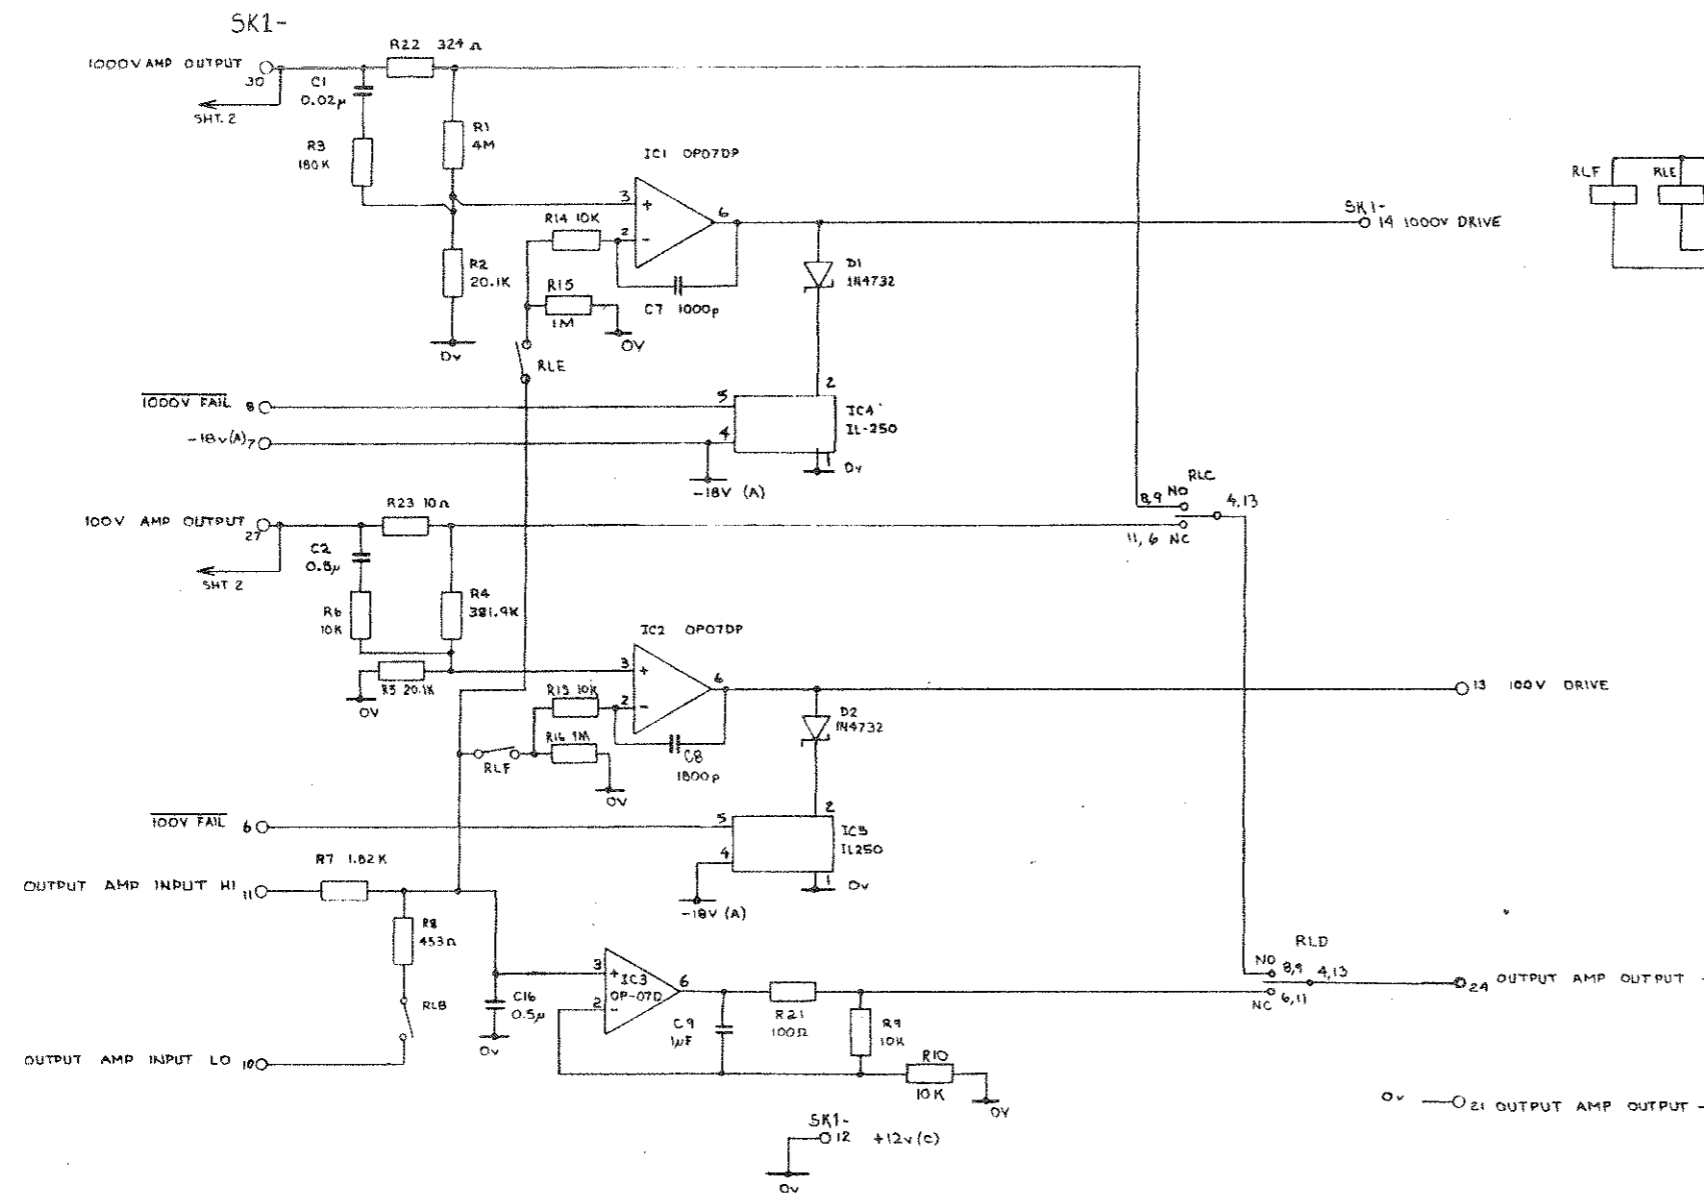 SK1-
1000V AMP OUTPUT
30
SHT. 2
C1
0.02µ
R22 324 Ω
R3
180K
R1
4M
IC1 OP07DP
3
+
2
-
6
R14 10K
R2
20.1K
R15
1M
C7 1000p
0V
0v
RLE
D1
1N4732
SK1-
14 1000V DRIVE
RLF
RLE
1000V FAIL 8
-18v(A) 7
5
4
2
1
IC4
IL-250
0v
-18V (A)
8,9 NO
RLC
4,13
11, 6 NC
100V AMP OUTPUT
27
SHT 2
R23 10Ω
C2
R6
10K
R4
381.9K
R5 20.1K
0V
IC2 OP07DP
3
+
2
-
6
10K
R16 1M
RLF
0V
C8
D2
1N4732
13 100V DRIVE
100V FAIL 6
5
4
2
1
IL250
0v
-18V (A)
R7 1.82K
OUTPUT AMP INPUT HI 11
R8
453Ω
RLB
OUTPUT AMP INPUT LO 10
C16
0.5µ
0v
3
+
2
-
6
IC3
OP-07D
C9
1µF
R21
100Ω
R9
10K
R10
10K
0V
RLD
NO
8,9
4,13
NC 6,11
24 OUTPUT AMP OUTPUT -
0v
21 OUTPUT AMP OUTPUT -
SK1-
12 +12v(C)
0v